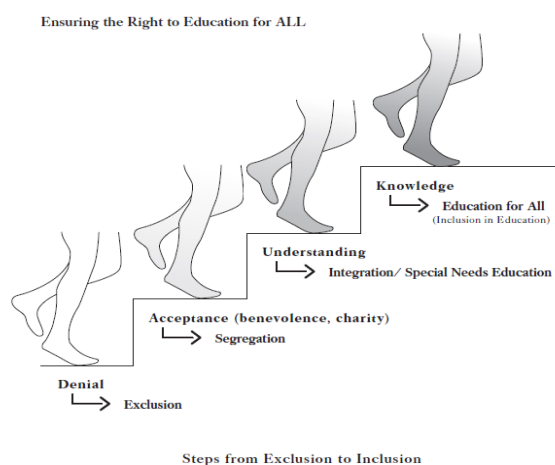 Ensuring the Right to Education for ALL
Knowledge
Education for All
(Inclusion in Education)
Understanding
Integration/ Special Needs Education
Acceptance (benevolence, charity)
Segregation
Denial
Exclusion
Steps from Exclusion to Inclusion